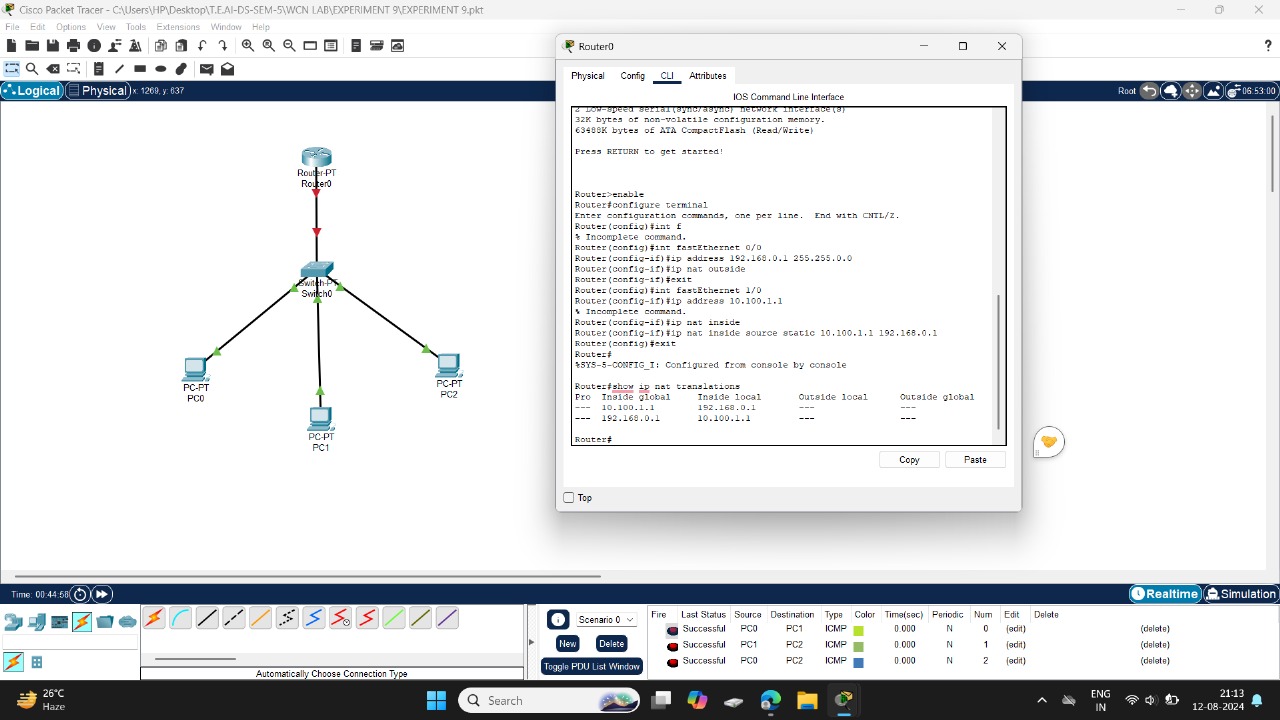 Cisco Packet Tracer - C:\Users\HP\Desktop\T.E.AI-DS-SEM-5\WCN LAB\EXPERIMENT 9\EXPERIMENT 9.pkt
File Edit Options View Tools Extensions Window Help
Logical Physical x: 1269, y: 637
Root 06:53:00
Router-PT
Router0
Switch-PT
Switch0
PC-PT
PC0
PC-PT
PC1
PC-PT
PC2
Router0
Physical Config CLI Attributes
IOS Command Line Interface
2 Low-speed serial(sync/async) network interface(s)
32K bytes of non-volatile configuration memory.
63488K bytes of ATA CompactFlash (Read/Write)
Press RETURN to get started!
Router>enable
Router#configure terminal
Enter configuration commands, one per line. End with CNTL/Z.
Router(config)#int f
% Incomplete command.
Router(config)#int fastEthernet 0/0
Router(config-if)#ip address 192.168.0.1 255.255.0.0
Router(config-if)#ip nat outside
Router(config-if)#exit
Router(config)#int fastEthernet 1/0
Router(config-if)#ip address 10.100.1.1
% Incomplete command.
Router(config-if)#ip nat inside
Router(config-if)#ip nat inside source static 10.100.1.1 192.168.0.1
Router(config)#exit
Router#
%SYS-5-CONFIG_I: Configured from console by console
Router#show ip nat translations
Pro Inside global Inside local Outside local Outside global
--- 10.100.1.1 192.168.0.1 --- ---
--- 192.168.0.1 10.100.1.1 --- ---
Router#
Copy Paste
Top
Time: 00:44:58 Realtime Simulation
Automatically Choose Connection Type
Scenario 0
New Delete
Toggle PDU List Window
Fire Last Status Source Destination Type Color Time(sec) Periodic Num Edit Delete
Successful PC0 PC1 ICMP 0.000 N 0 (edit) (delete)
Successful PC1 PC2 ICMP 0.000 N 1 (edit) (delete)
Successful PC0 PC2 ICMP 0.000 N 2 (edit) (delete)
26°C
Haze
Search
ENG
IN
21:13
12-08-2024